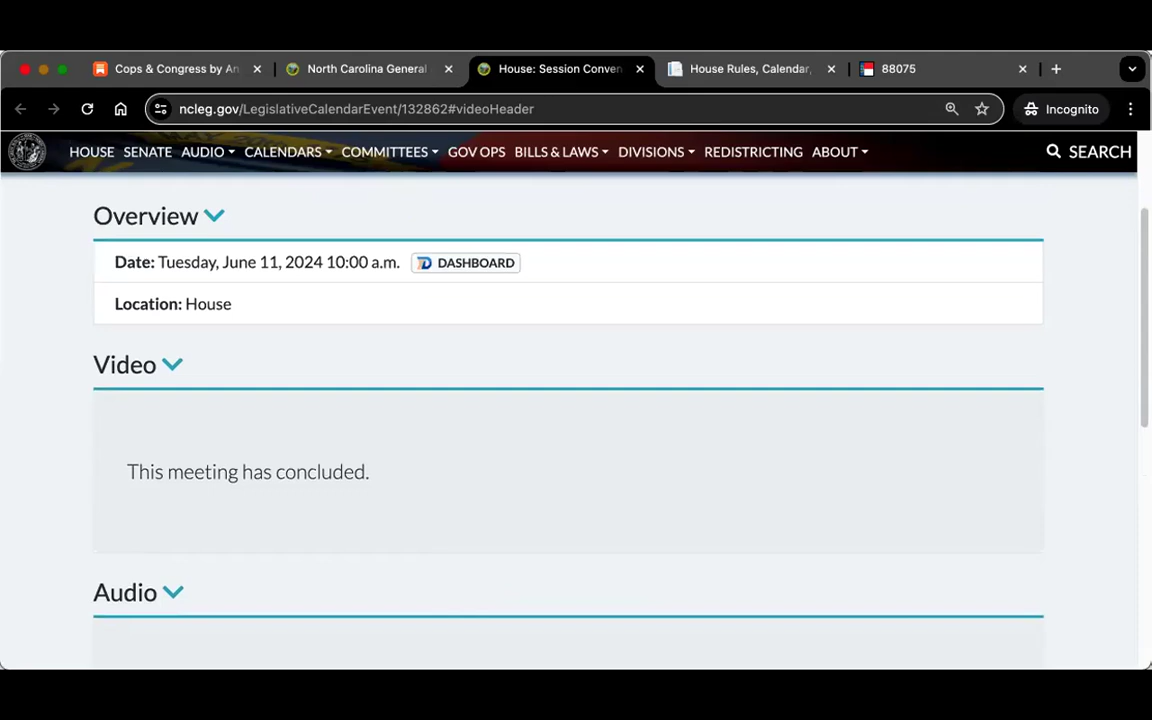 Cops & Congress by An
North Carolina General
House: Session Conven
House Rules, Calendar,
88075
ncleg.gov/LegislativeCalendarEvent/132862#videoHeader
Incognito
HOUSE SENATE AUDIO CALENDARS COMMITTEES GOV OPS BILLS & LAWS DIVISIONS REDISTRICTING ABOUT SEARCH
Overview
Date: Tuesday, June 11, 2024 10:00 a.m. DASHBOARD
Location: House
Video
This meeting has concluded.
Audio